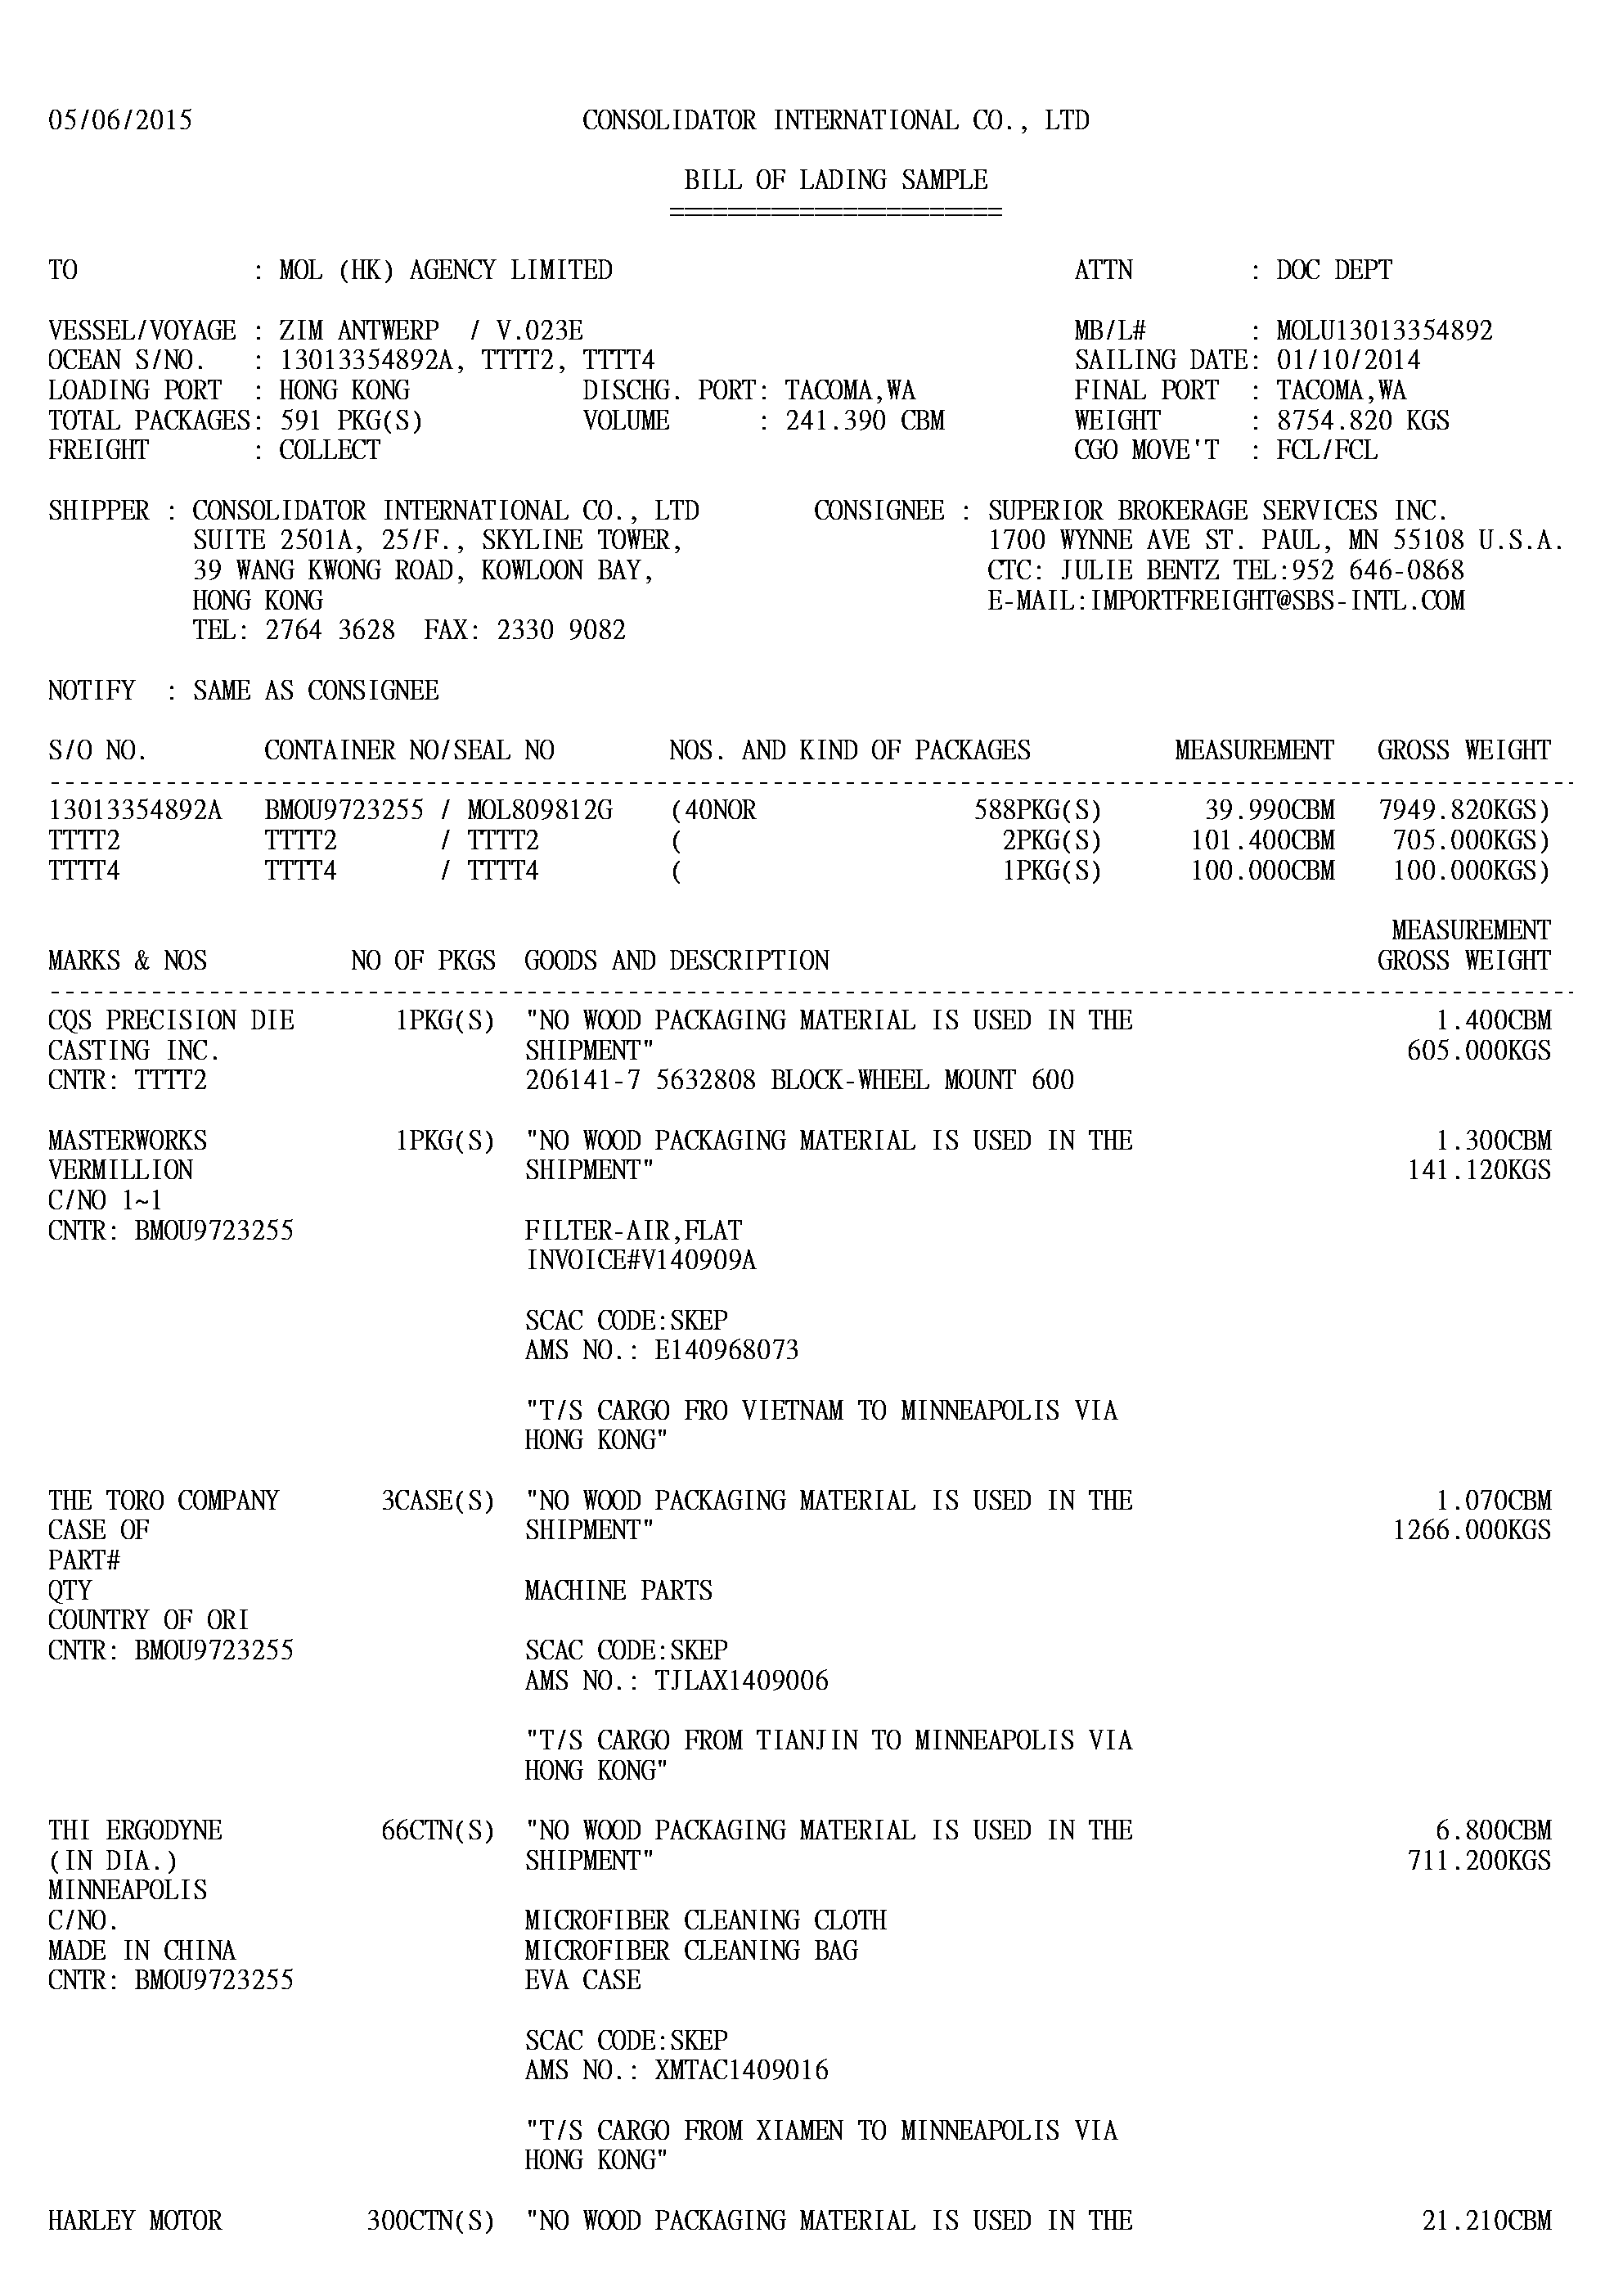 05/06/2015 CONSOLIDATOR INTERNATIONAL CO., LTD
BILL OF LADING SAMPLE
=======================
TO : MOL (HK) AGENCY LIMITED ATTN : DOC DEPT
VESSEL/VOYAGE : ZIM ANTWERP / V.023E MB/L# : MOLU13013354892
OCEAN S/NO. : 13013354892A, TTTT2, TTTT4 SAILING DATE: 01/10/2014
LOADING PORT : HONG KONG DISCHG. PORT: TACOMA,WA FINAL PORT : TACOMA,WA
TOTAL PACKAGES: 591 PKG(S) VOLUME : 241.390 CBM WEIGHT : 8754.820 KGS
FREIGHT : COLLECT CGO MOVE'T : FCL/FCL
SHIPPER : CONSOLIDATOR INTERNATIONAL CO., LTD CONSIGNEE : SUPERIOR BROKERAGE SERVICES INC.
SUITE 2501A, 25/F., SKYLINE TOWER, 1700 WYNNE AVE ST. PAUL, MN 55108 U.S.A.
39 WANG KWONG ROAD, KOWLOON BAY, CTC: JULIE BENTZ TEL:952 646-0868
HONG KONG E-MAIL:IMPORTFREIGHT@SBS-INTL.COM
TEL: 2764 3628 FAX: 2330 9082
NOTIFY : SAME AS CONSIGNEE
S/O NO. CONTAINER NO/SEAL NO NOS. AND KIND OF PACKAGES MEASUREMENT GROSS WEIGHT
13013354892A BMOU9723255 / MOL809812G (40NOR 588PKG(S) 39.990CBM 7949.820KGS)
TTTT2 TTTT2 / TTTT2 ( 2PKG(S) 101.400CBM 705.000KGS)
TTTT4 TTTT4 / TTTT4 ( 1PKG(S) 100.000CBM 100.000KGS)
MEASUREMENT
MARKS & NOS NO OF PKGS GOODS AND DESCRIPTION GROSS WEIGHT
CQS PRECISION DIE 1PKG(S) "NO WOOD PACKAGING MATERIAL IS USED IN THE 1.400CBM
CASTING INC. SHIPMENT" 605.000KGS
CNTR: TTTT2 206141-7 5632808 BLOCK-WHEEL MOUNT 600
MASTERWORKS 1PKG(S) "NO WOOD PACKAGING MATERIAL IS USED IN THE 1.300CBM
VERMILLION SHIPMENT" 141.120KGS
C/NO 1~1
CNTR: BMOU9723255 FILTER-AIR,FLAT
INVOICE#V140909A
SCAC CODE:SKEP
AMS NO.: E140968073
"T/S CARGO FRO VIETNAM TO MINNEAPOLIS VIA
HONG KONG"
THE TORO COMPANY 3CASE(S) "NO WOOD PACKAGING MATERIAL IS USED IN THE 1.070CBM
CASE OF SHIPMENT" 1266.000KGS
PART#
QTY MACHINE PARTS
COUNTRY OF ORI
CNTR: BMOU9723255 SCAC CODE:SKEP
AMS NO.: TJLAX1409006
"T/S CARGO FROM TIANJIN TO MINNEAPOLIS VIA
HONG KONG"
THI ERGODYNE 66CTN(S) "NO WOOD PACKAGING MATERIAL IS USED IN THE 6.800CBM
(IN DIA.) SHIPMENT" 711.200KGS
MINNEAPOLIS
C/NO. MICROFIBER CLEANING CLOTH
MADE IN CHINA MICROFIBER CLEANING BAG
CNTR: BMOU9723255 EVA CASE
SCAC CODE:SKEP
AMS NO.: XMTAC1409016
"T/S CARGO FROM XIAMEN TO MINNEAPOLIS VIA
HONG KONG"
HARLEY MOTOR 300CTN(S) "NO WOOD PACKAGING MATERIAL IS USED IN THE 21.210CBM